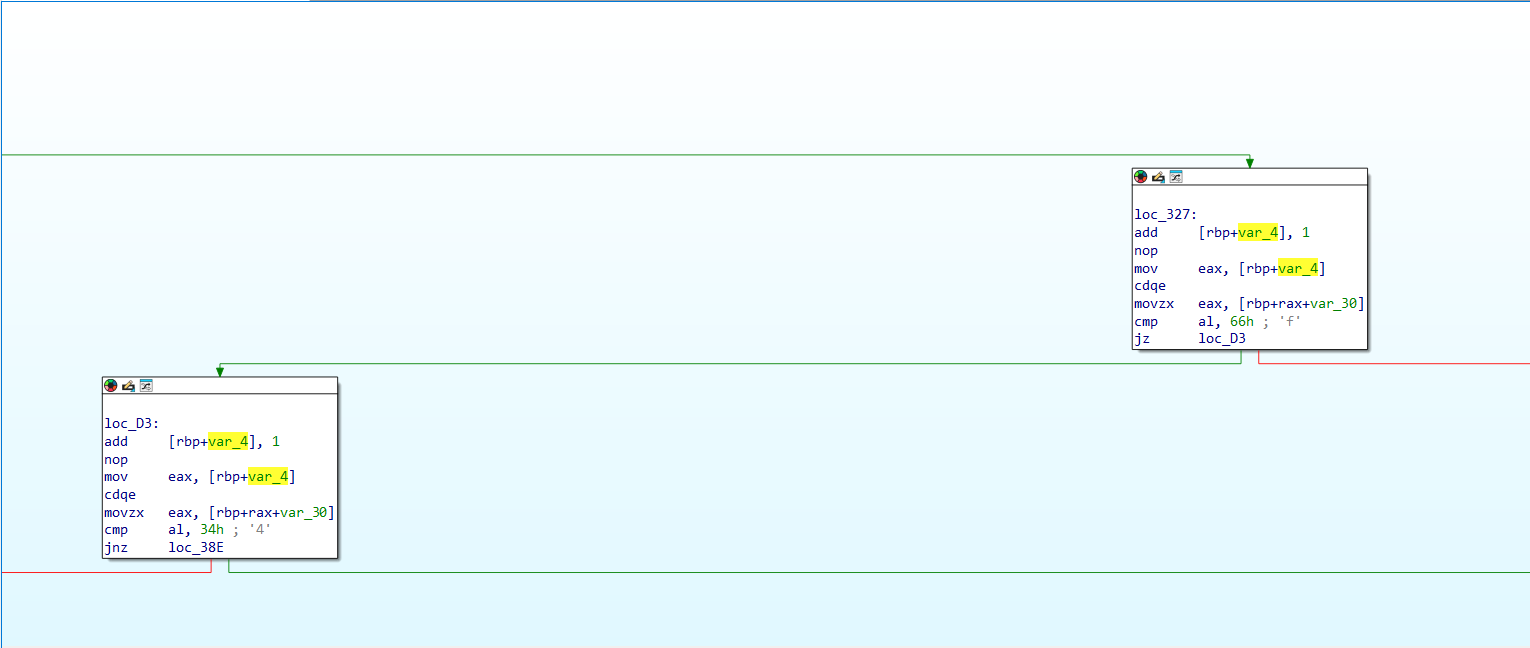 loc_327:
add [rbp+var_4], 1
nop
mov eax, [rbp+var_4]
cdqe
movzx eax, [rbp+rax+var_30]
cmp al, 66h ; 'f'
jz loc_D3
loc_D3:
add [rbp+var_4], 1
nop
mov eax, [rbp+var_4]
cdqe
movzx eax, [rbp+rax+var_30]
cmp al, 34h ; '4'
jnz loc_38E